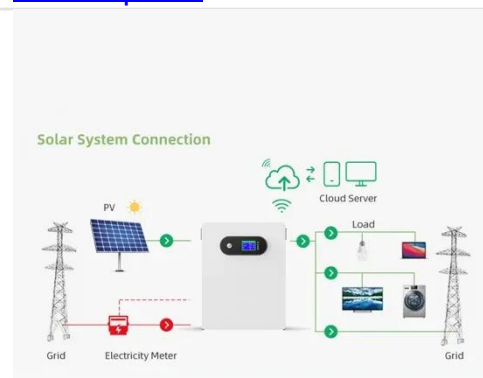 Solar System Connection
Cloud Server
PV
Load
Grid
Electricity Meter
Grid